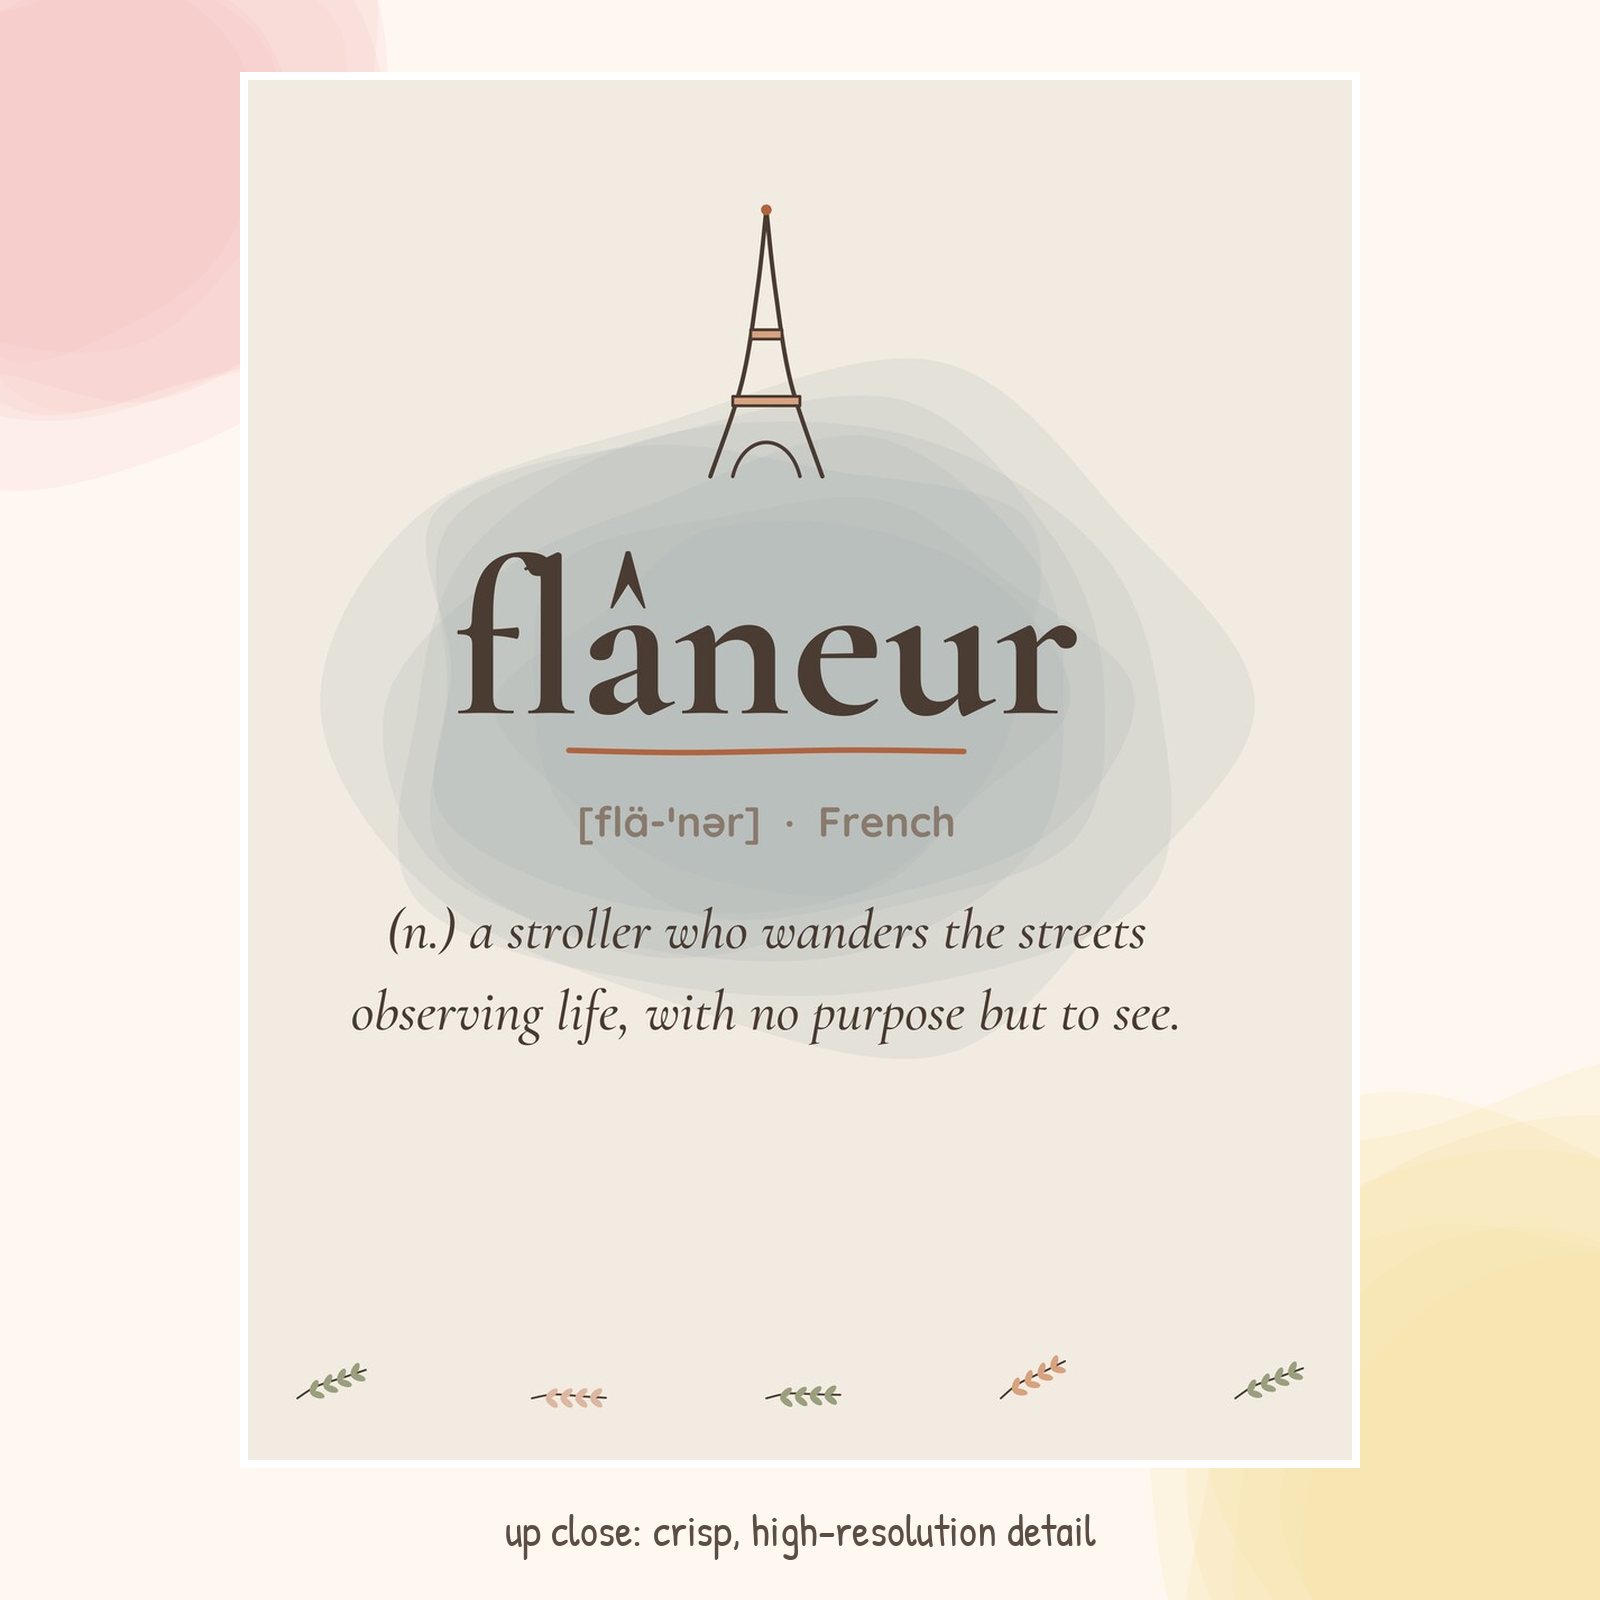 flâneur
[flä-ˈnər] · French
(n.) a stroller who wanders the streets
observing life, with no purpose but to see.
up close: crisp, high-resolution detail